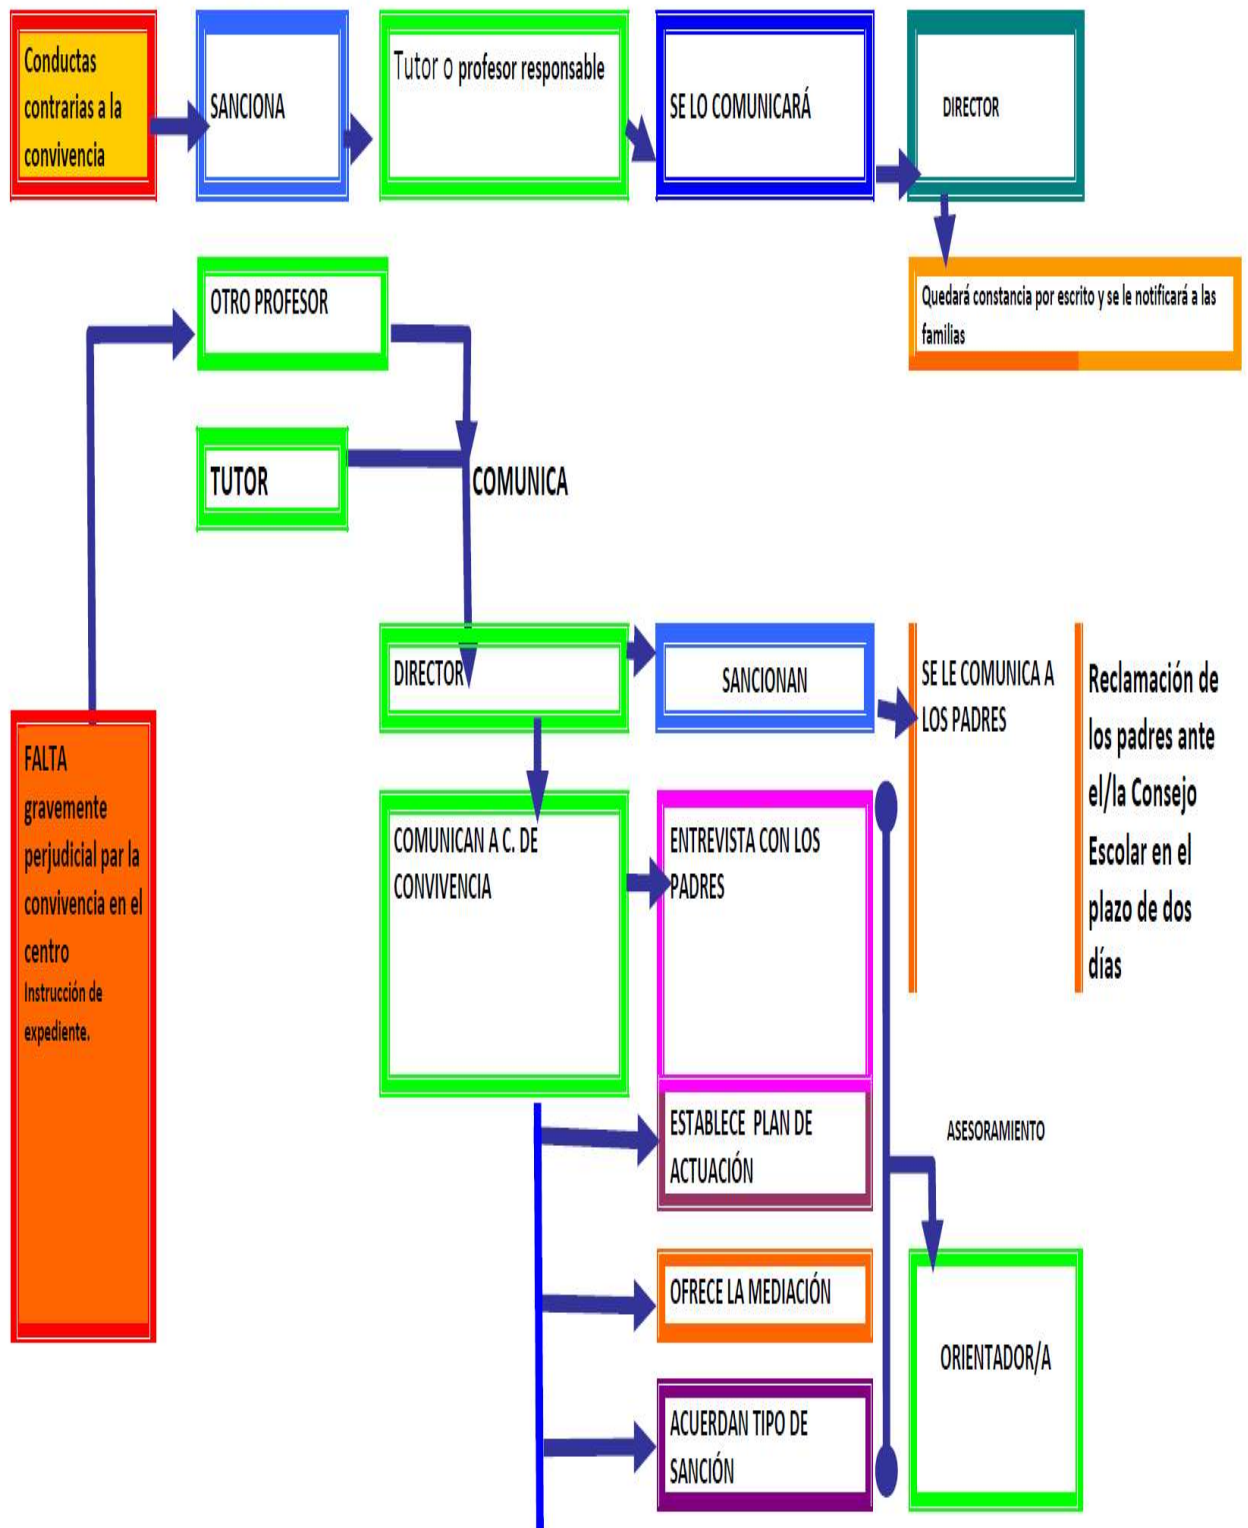 Conductas
contrarias a la
convivencia
SANCIONA
Tutor o profesor responsable
SE LO COMUNICARÁ
DIRECTOR
Quedará constancia por escrito y se le notificará a las
familias
OTRO PROFESOR
TUTOR
COMUNICA
DIRECTOR
SANCIONAN
SE LE COMUNICA A
LOS PADRES
Reclamación de
los padres ante
el/la Consejo
Escolar en el
plazo de dos
días
FALTA
gravemente
perjudicial par la
convivencia en el
centro
Instrucción de
expediente.
COMUNICAN A C. DE
CONVIVENCIA
ENTREVISTA CON LOS
PADRES
ESTABLECE PLAN DE
ACTUACIÓN
ASESORAMIENTO
OFRECE LA MEDIACIÓN
ORIENTADOR/A
ACUERDAN TIPO DE
SANCIÓN